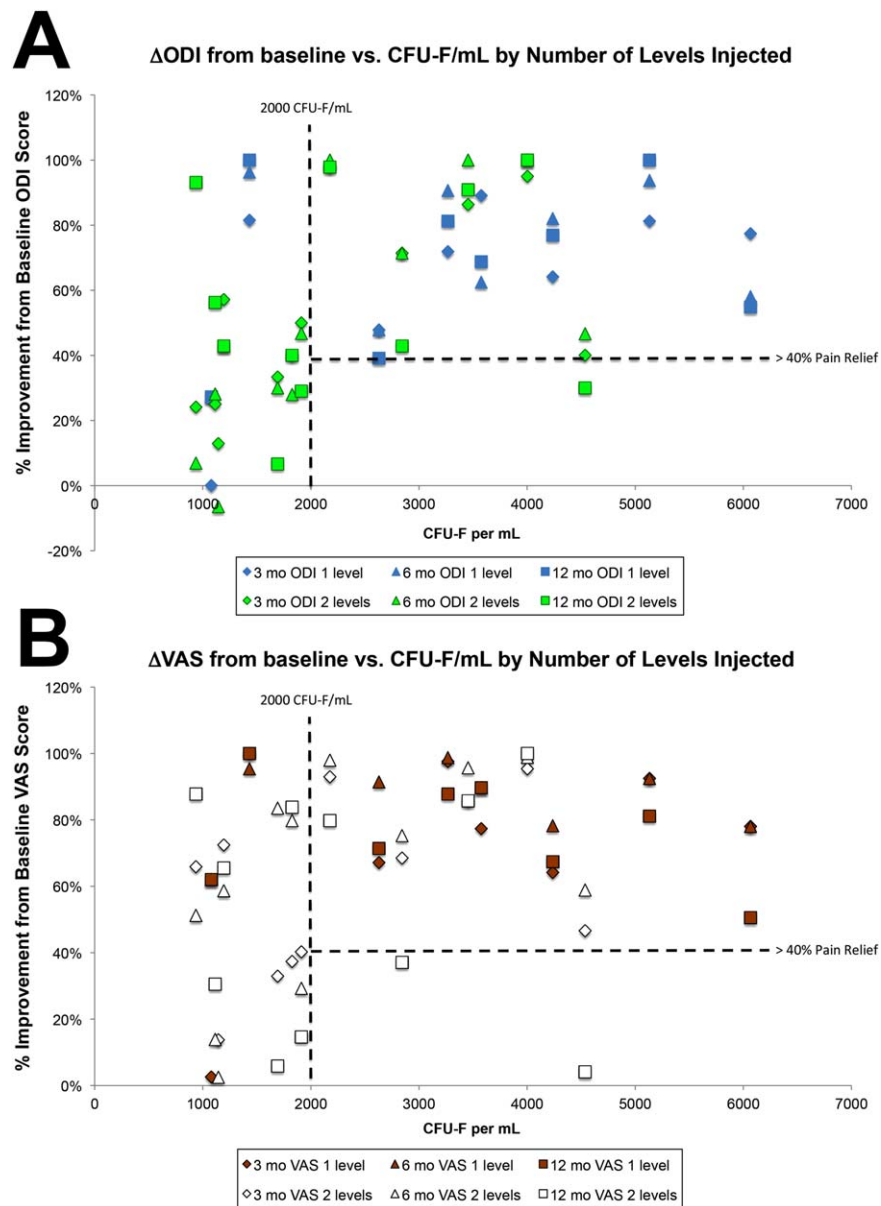 A
ΔODI from baseline vs. CFU-F/mL by Number of Levels Injected
120%
2000 CFU-F/mL
100%
80%
60%
40%
> 40% Pain Relief
20%
0%
0 1000 2000 3000 4000 5000 6000 7000
-20%
% Improvement from Baseline ODI Score
CFU-F per mL
3 mo ODI 1 level 6 mo ODI 1 level 12 mo ODI 1 level
3 mo ODI 2 levels 6 mo ODI 2 levels 12 mo ODI 2 levels
B
ΔVAS from baseline vs. CFU-F/mL by Number of Levels Injected
120%
2000 CFU-F/mL
100%
80%
60%
40%
> 40% Pain Relief
20%
0%
0 1000 2000 3000 4000 5000 6000 7000
% Improvement from Baseline VAS Score
CFU-F per mL
3 mo VAS 1 level 6 mo VAS 1 level 12 mo VAS 1 level
3 mo VAS 2 levels 6 mo VAS 2 levels 12 mo VAS 2 levels